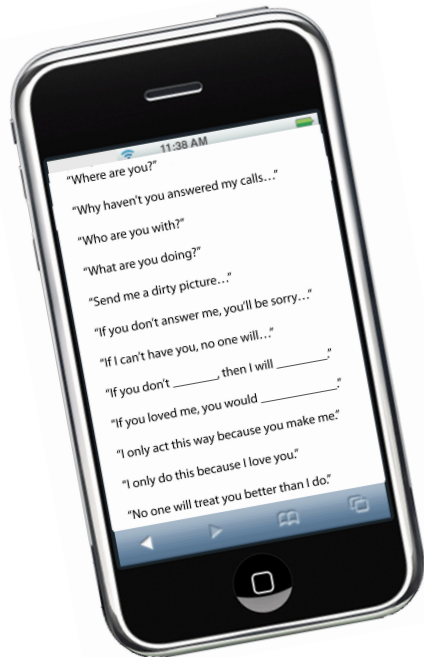 11:38 AM
“Where are you?”
“Why haven't you answered my calls…”
“Who are you with?”
“What are you doing?”
“Send me a dirty picture…”
“If you don't answer me, you'll be sorry…”
“If I can't have you, no one will…”
“If you don't ________, then I will _________.”
“If you loved me, you would ______________.”
“I only act this way because you make me.”
“I only do this because I love you.”
“No one will treat you better than I do.”